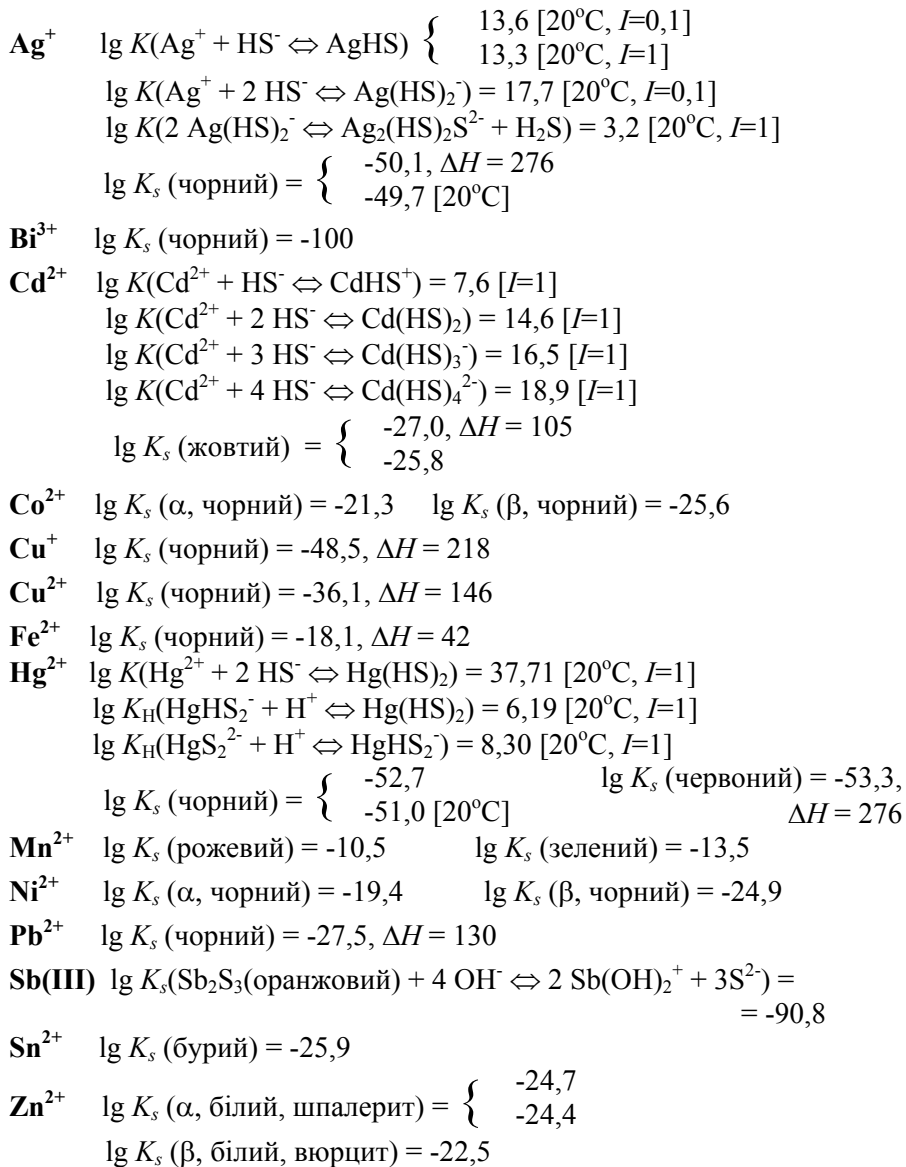 Ag⁺ lg K(Ag⁺ + HS⁻ ⇔ AgHS) { 13,6 [20°C, I=0,1]
13,3 [20°C, I=1]
lg K(Ag⁺ + 2 HS⁻ ⇔ Ag(HS)₂⁻) = 17,7 [20°C, I=0,1]
lg K(2 Ag(HS)₂⁻ ⇔ Ag₂(HS)₂S²⁻ + H₂S) = 3,2 [20°C, I=1]
lg Kₛ (чорний) = { -50,1, ΔH = 276
-49,7 [20°C]
Bi³⁺ lg Kₛ (чорний) = -100
Cd²⁺ lg K(Cd²⁺ + HS⁻ ⇔ CdHS⁺) = 7,6 [I=1]
lg K(Cd²⁺ + 2 HS⁻ ⇔ Cd(HS)₂) = 14,6 [I=1]
lg K(Cd²⁺ + 3 HS⁻ ⇔ Cd(HS)₃⁻) = 16,5 [I=1]
lg K(Cd²⁺ + 4 HS⁻ ⇔ Cd(HS)₄²⁻) = 18,9 [I=1]
lg Kₛ (жовтий) = { -27,0, ΔH = 105
-25,8
Co²⁺ lg Kₛ (α, чорний) = -21,3 lg Kₛ (β, чорний) = -25,6
Cu⁺ lg Kₛ (чорний) = -48,5, ΔH = 218
Cu²⁺ lg Kₛ (чорний) = -36,1, ΔH = 146
Fe²⁺ lg Kₛ (чорний) = -18,1, ΔH = 42
Hg²⁺ lg K(Hg²⁺ + 2 HS⁻ ⇔ Hg(HS)₂) = 37,71 [20°C, I=1]
lg K_H(HgHS₂⁻ + H⁺ ⇔ Hg(HS)₂) = 6,19 [20°C, I=1]
lg K_H(HgS₂²⁻ + H⁺ ⇔ HgHS₂⁻) = 8,30 [20°C, I=1]
lg Kₛ (чорний) = { -52,7 lg Kₛ (червоний) = -53,3,
-51,0 [20°C] ΔH = 276
Mn²⁺ lg Kₛ (рожевий) = -10,5 lg Kₛ (зелений) = -13,5
Ni²⁺ lg Kₛ (α, чорний) = -19,4 lg Kₛ (β, чорний) = -24,9
Pb²⁺ lg Kₛ (чорний) = -27,5, ΔH = 130
Sb(III) lg Kₛ(Sb₂S₃(оранжовий) + 4 OH⁻ ⇔ 2 Sb(OH)₂⁺ + 3S²⁻) =
= -90,8
Sn²⁺ lg Kₛ (бурий) = -25,9
Zn²⁺ lg Kₛ (α, білий, шпалерит) = { -24,7
-24,4
lg Kₛ (β, білий, вюрцит) = -22,5